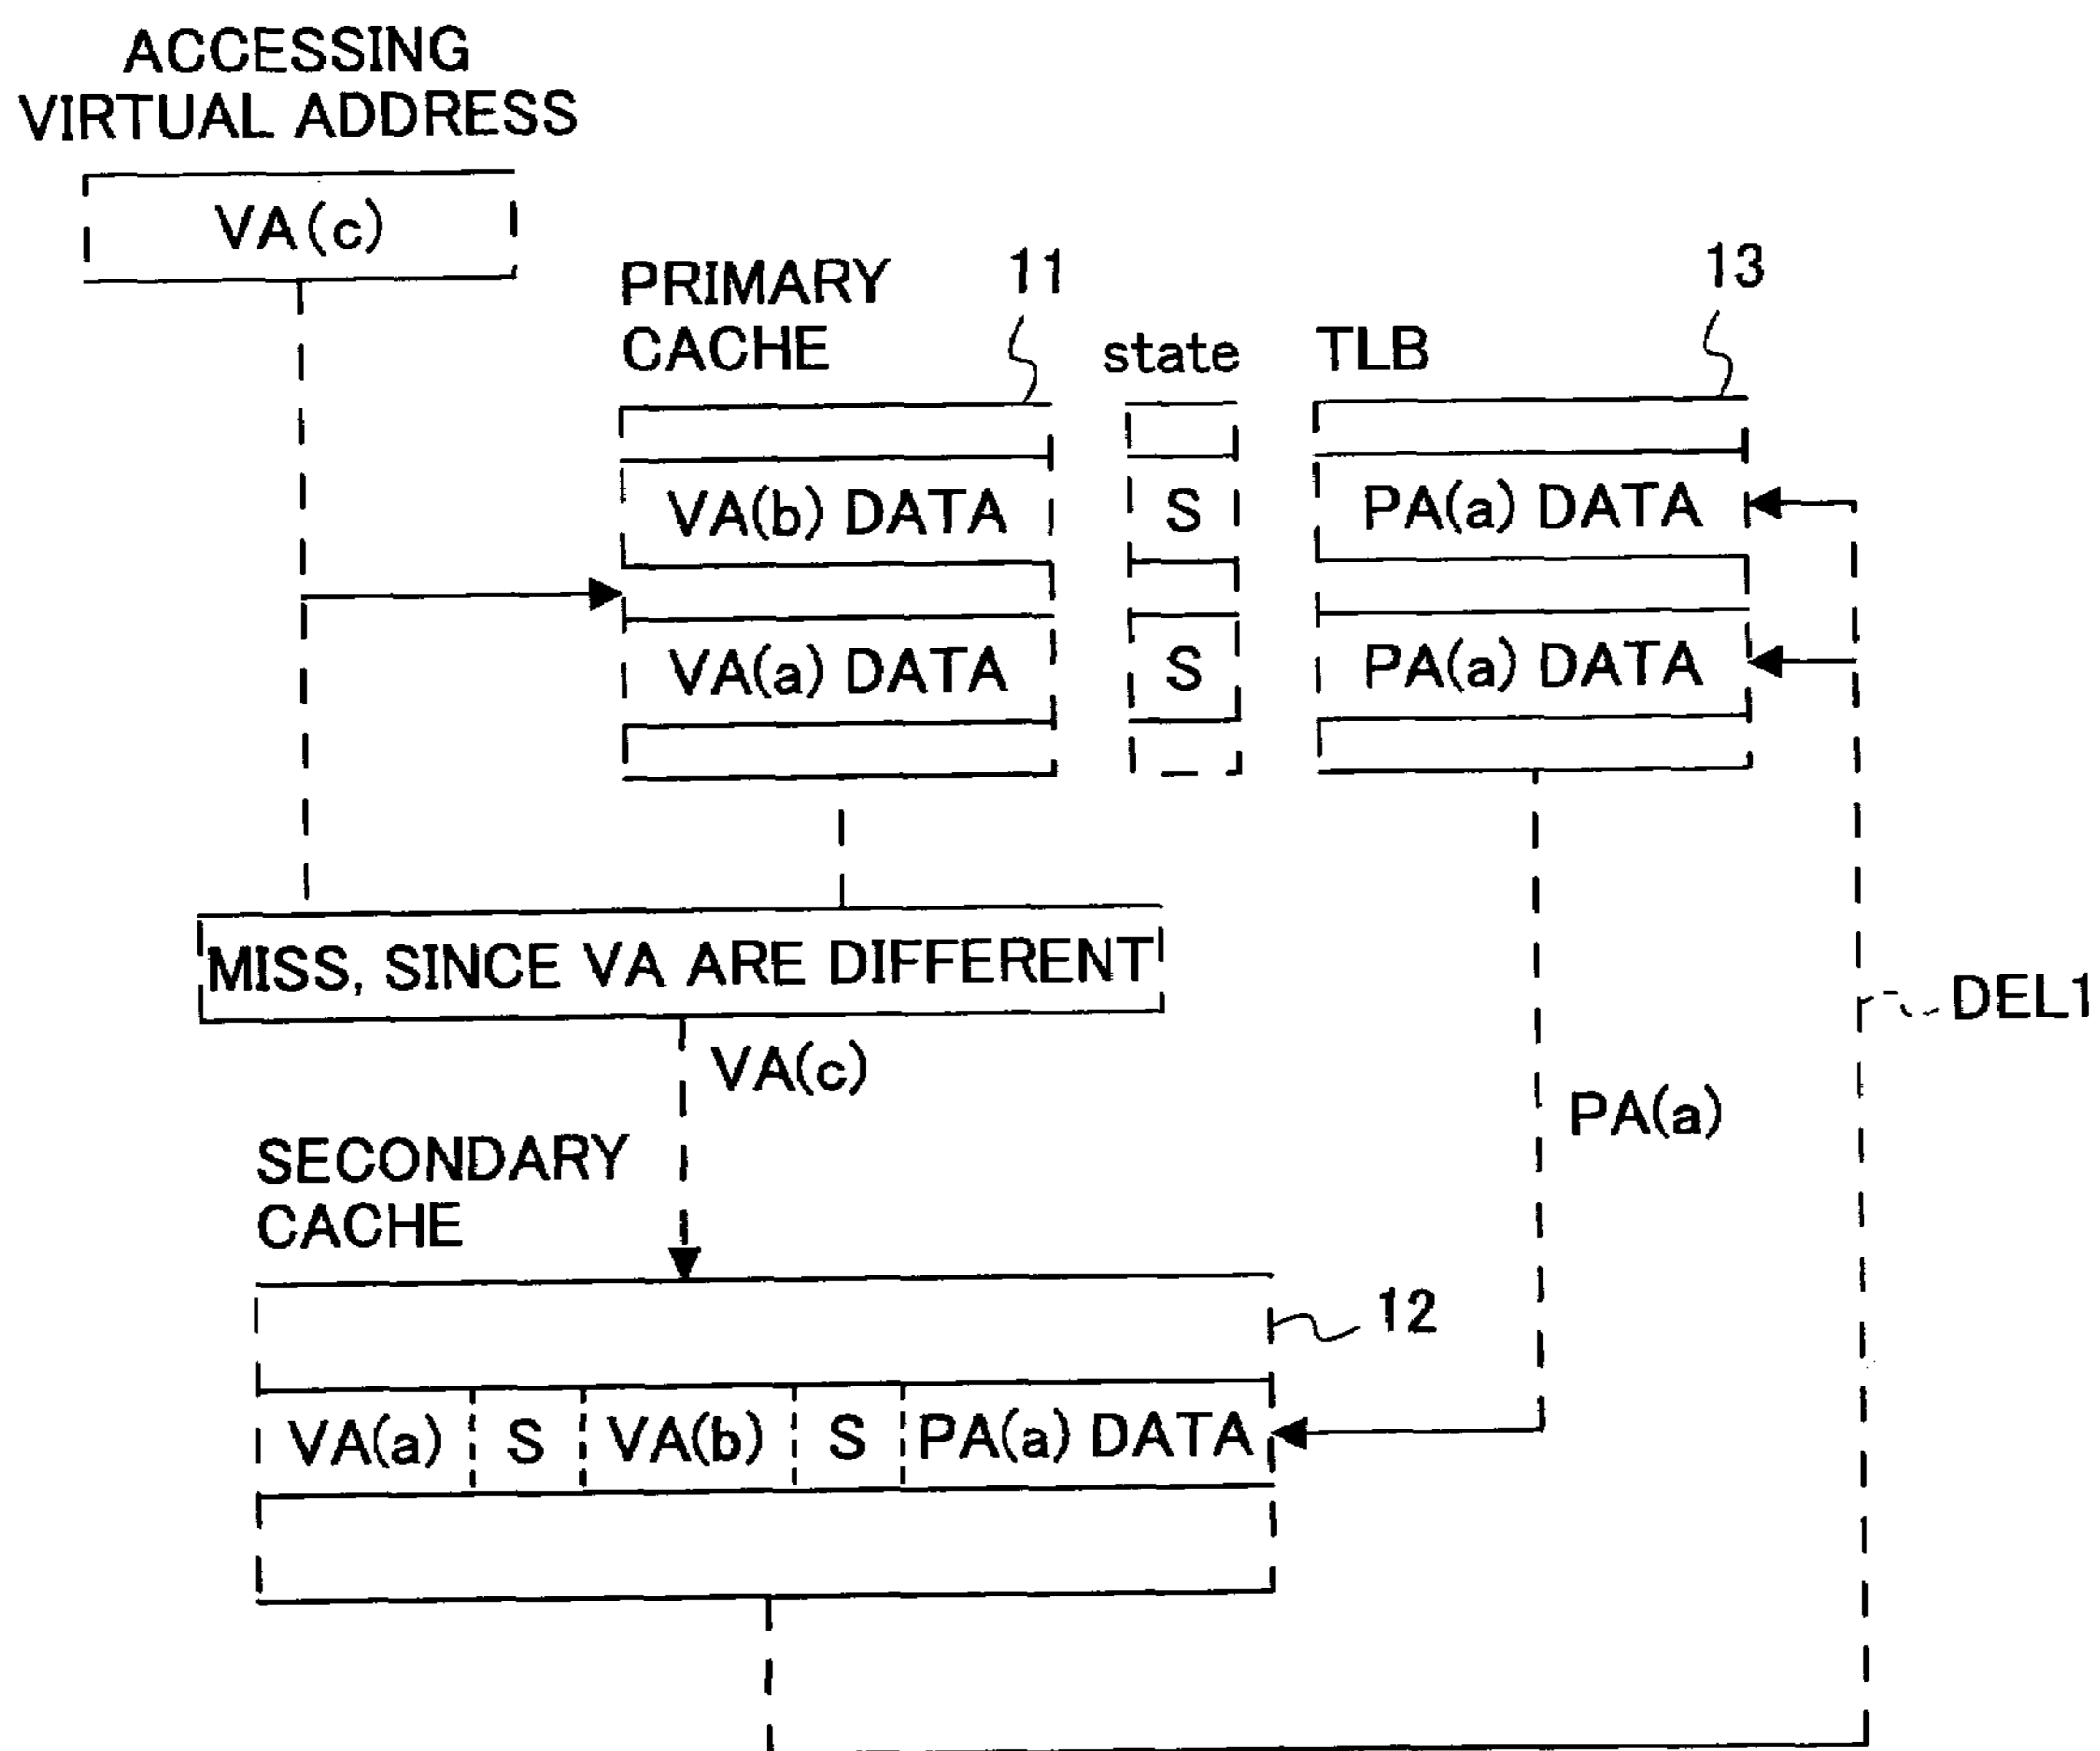 ACCESSING
VIRTUAL ADDRESS
VA(c)
PRIMARY
CACHE
11
state
TLB
13
VA(b) DATA
S
PA(a) DATA
VA(a) DATA
S
PA(a) DATA
MISS, SINCE VA ARE DIFFERENT
DEL1
VA(c)
PA(a)
SECONDARY
CACHE
12
VA(a) S VA(b) S PA(a) DATA